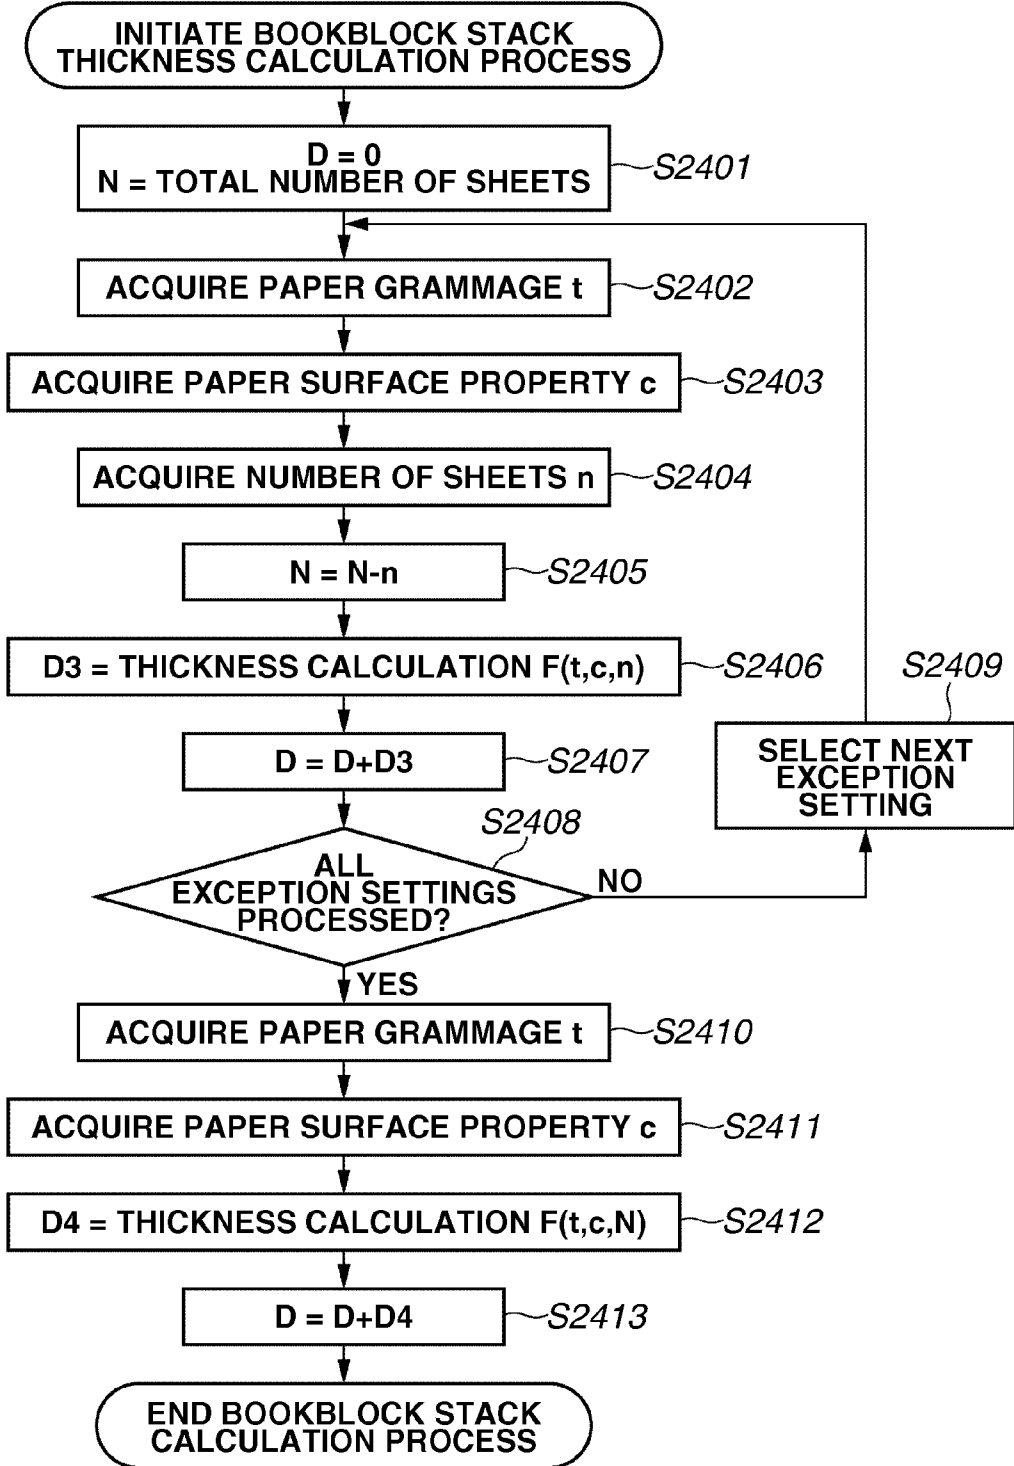 INITIATE BOOKBLOCK STACK
THICKNESS CALCULATION PROCESS
D = 0
N = TOTAL NUMBER OF SHEETS
S2401
ACQUIRE PAPER GRAMMAGE t
S2402
ACQUIRE PAPER SURFACE PROPERTY c
S2403
ACQUIRE NUMBER OF SHEETS n
S2404
N = N-n
S2405
D3 = THICKNESS CALCULATION F(t,c,n)
S2406
D = D+D3
S2407
ALL
EXCEPTION SETTINGS
PROCESSED?
S2408
NO
S2409
SELECT NEXT
EXCEPTION
SETTING
YES
ACQUIRE PAPER GRAMMAGE t
S2410
ACQUIRE PAPER SURFACE PROPERTY c
S2411
D4 = THICKNESS CALCULATION F(t,c,N)
S2412
D = D+D4
S2413
END BOOKBLOCK STACK
CALCULATION PROCESS